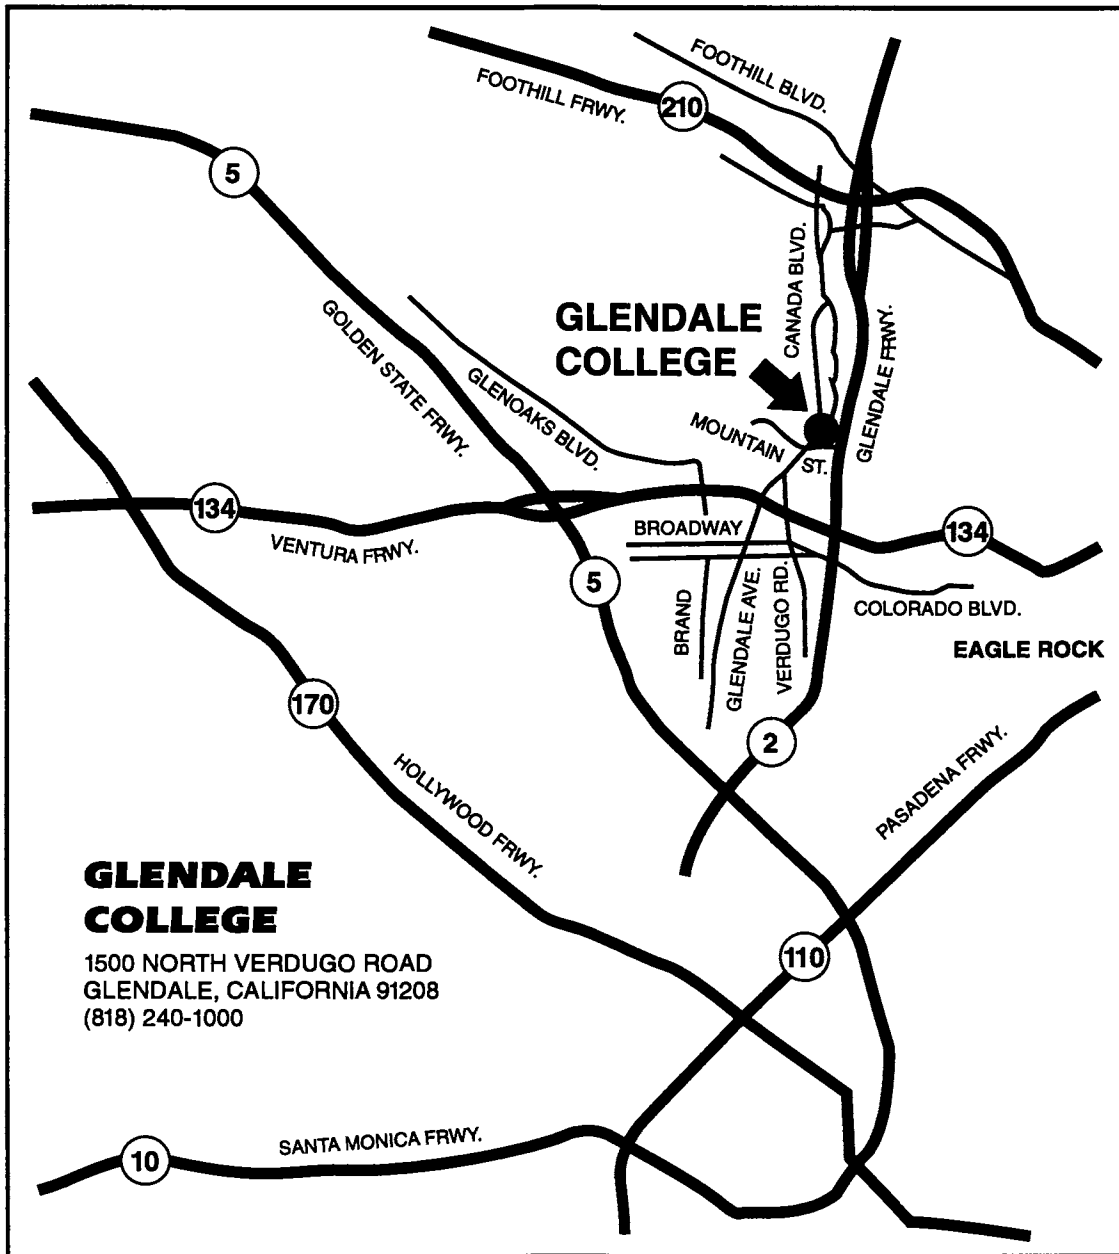 FOOTHILL BLVD.
FOOTHILL FRWY.
210
5
CANADA BLVD.
GLENDALE
COLLEGE
GOLDEN STATE FRWY.
GLENDALE FRWY.
GLENOAKS BLVD.
MOUNTAIN
ST.
134
VENTURA FRWY.
BROADWAY
134
5
BRAND
GLENDALE AVE.
VERDUGO RD.
COLORADO BLVD.
EAGLE ROCK
170
2
HOLLYWOOD FRWY.
PASADENA FRWY.
GLENDALE
COLLEGE
1500 NORTH VERDUGO ROAD
GLENDALE, CALIFORNIA 91208
(818) 240-1000
110
SANTA MONICA FRWY.
10